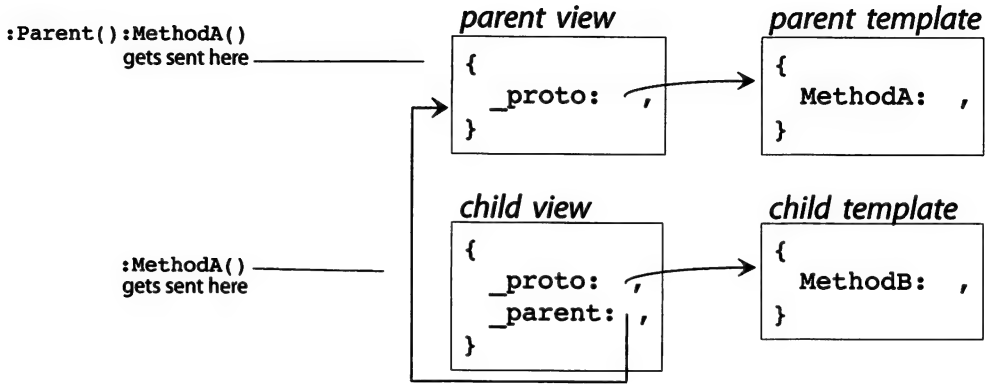 parent view
parent template
:Parent():MethodA()
gets sent here
{
_proto: ,
}
{
MethodA: ,
}
child view
child template
:MethodA()
gets sent here
{
_proto: ,
_parent: ,
}
{
MethodB: ,
}